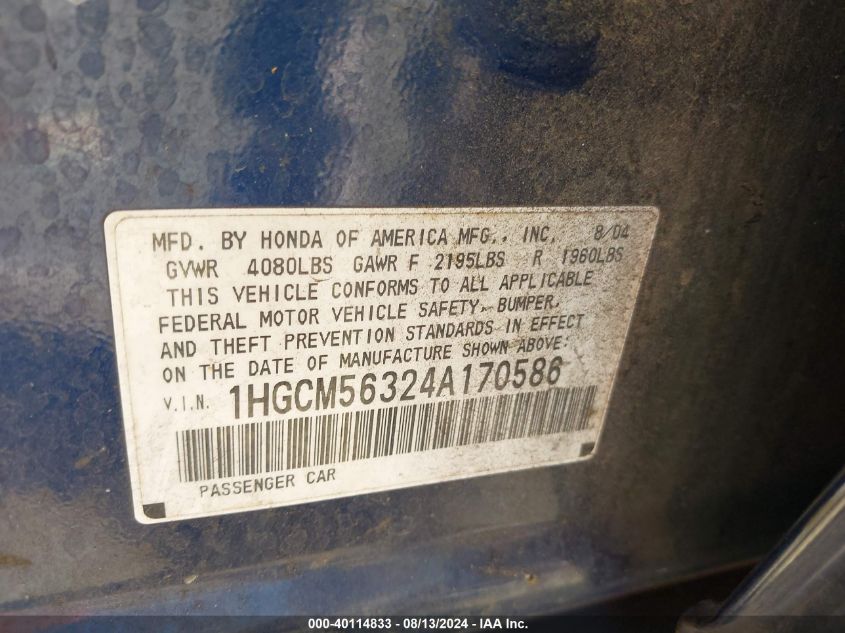 MFD. BY HONDA OF AMERICA MFG., INC. 8/04
GVWR 4080LBS GAWR F 2195LBS R 1960LBS
THIS VEHICLE CONFORMS TO ALL APPLICABLE
FEDERAL MOTOR VEHICLE SAFETY, BUMPER,
AND THEFT PREVENTION STANDARDS IN EFFECT
ON THE DATE OF MANUFACTURE SHOWN ABOVE:
V.I.N. 1HGCM56324A170586
PASSENGER CAR
000-40114833 - 08/13/2024 - IAA Inc.